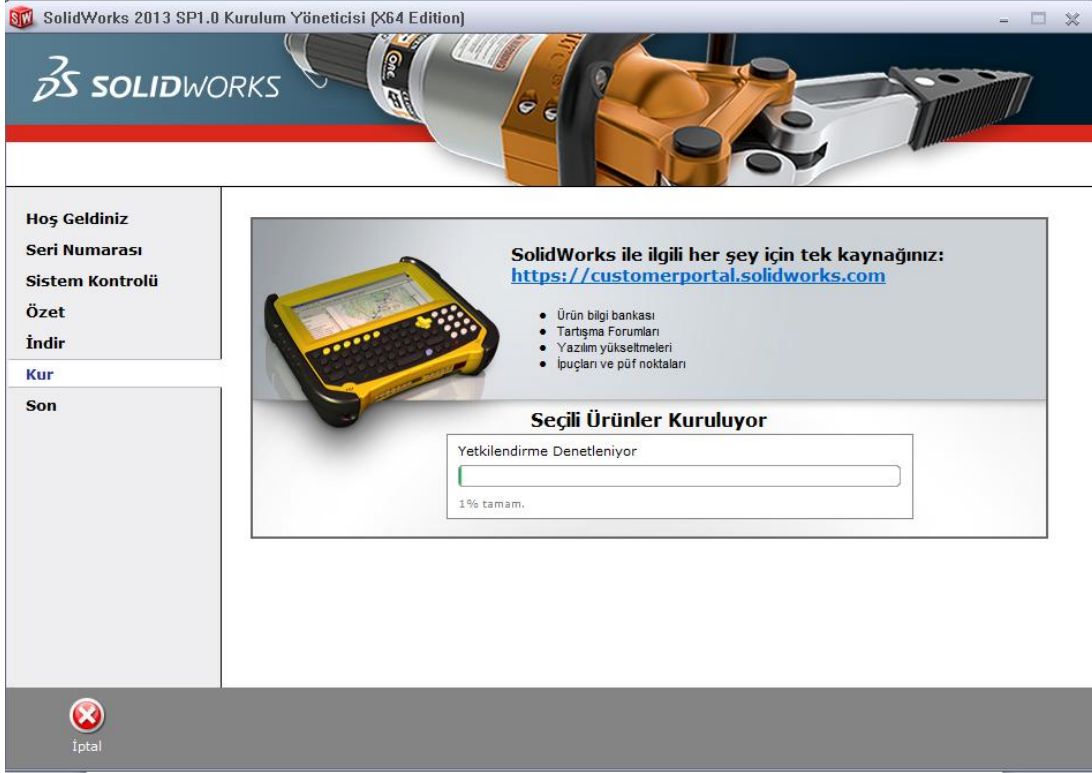 SolidWorks 2013 SP1.0 Kurulum Yöneticisi (X64 Edition)
SOLIDWORKS
Hoş Geldiniz
Seri Numarası
Sistem Kontrolü
Özet
İndir
Kur
Son
SolidWorks ile ilgili her şey için tek kaynağınız:
https://customerportal.solidworks.com
Ürün bilgi bankası
Tartışma Forumları
Yazılım yükseltmeleri
İpuçları ve püf noktaları
Seçili Ürünler Kuruluyor
Yetkilendirme Denetleniyor
1% tamam.
İptal